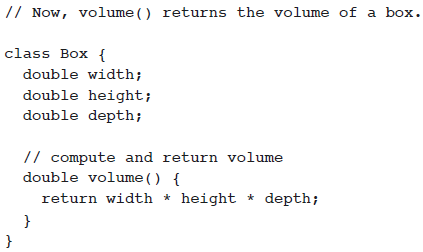 // Now, volume() returns the volume of a box.
class Box {
  double width;
  double height;
  double depth;
  // compute and return volume
  double volume() {
    return width * height * depth;
  }
}